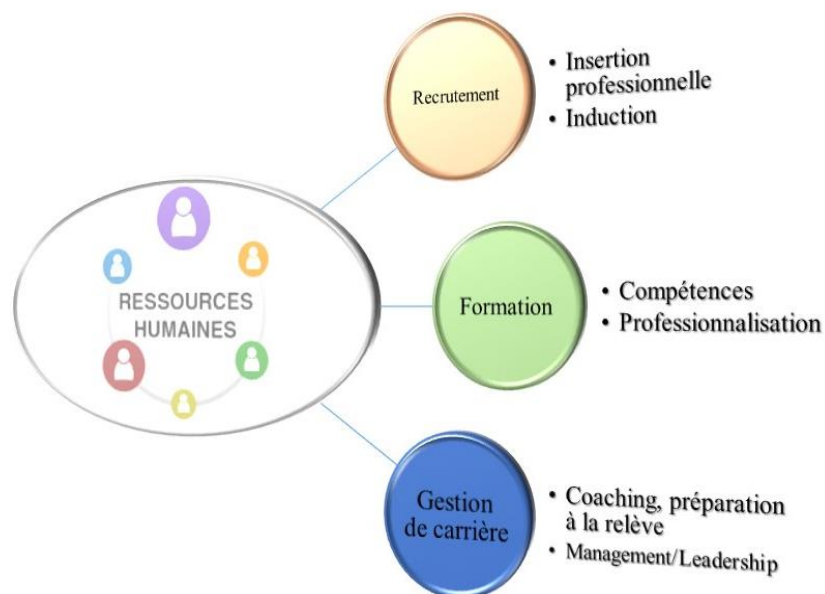 RESSOURCES
HUMAINES
Recrutement
• Insertion
professionnelle
• Induction
Formation
• Compétences
• Professionnalisation
Gestion
de carrière
• Coaching, préparation
à la relève
• Management/Leadership